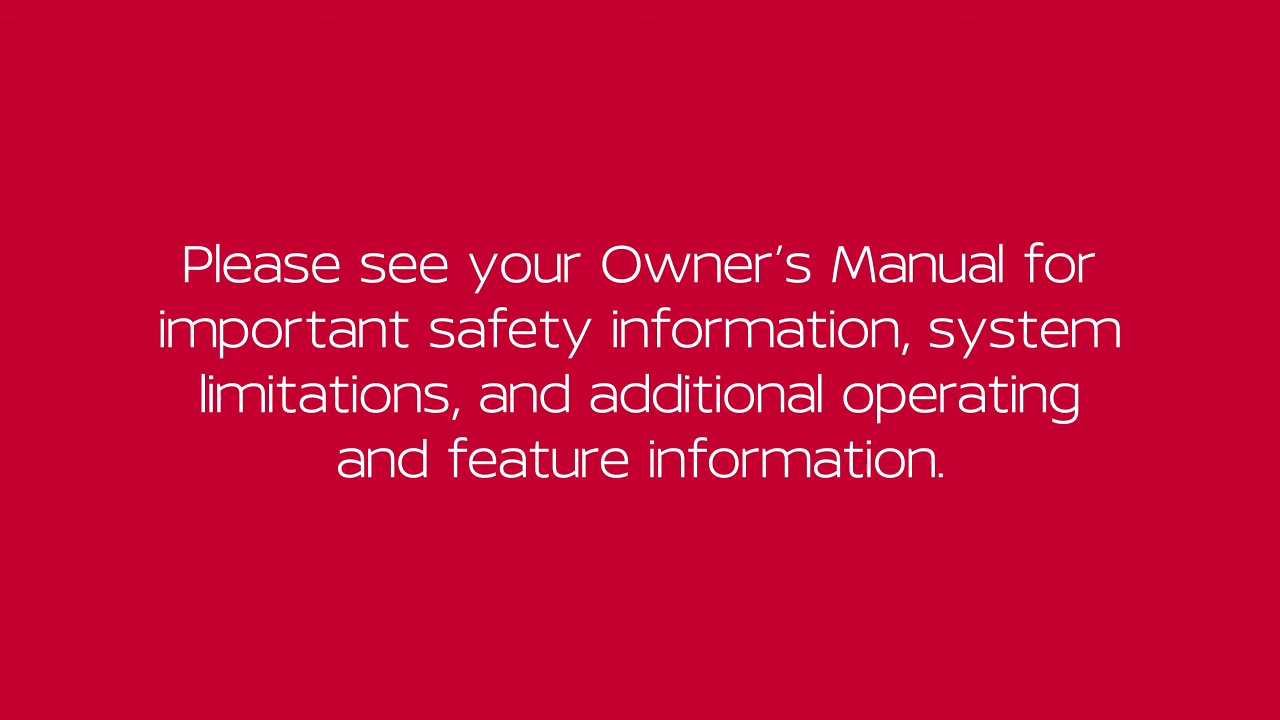 Please see your Owner’s Manual for
important safety information, system
limitations, and additional operating
and feature information.